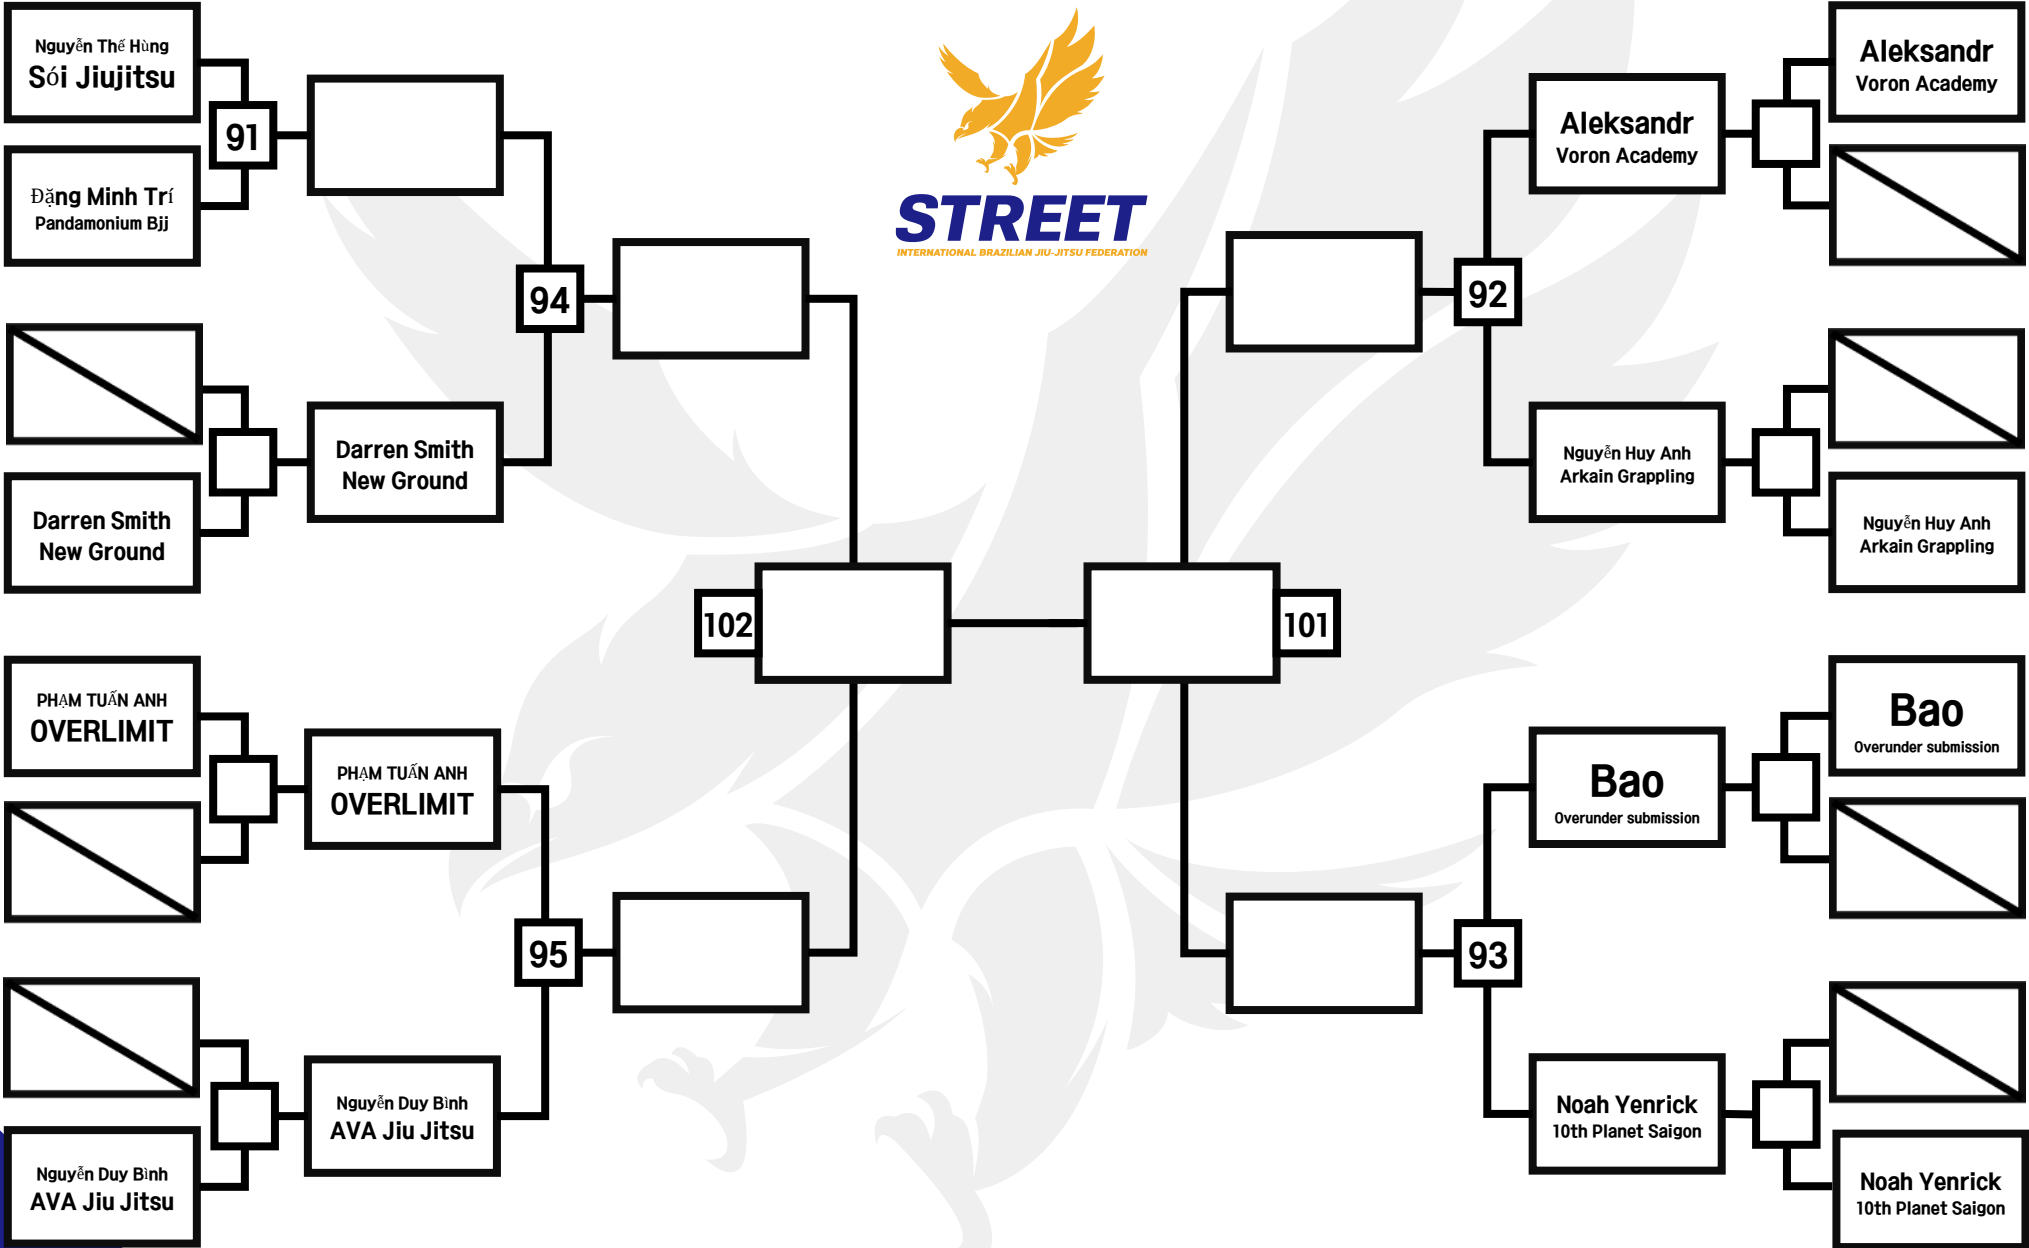 Nguyễn Thế Hùng
Sói Jiujitsu
91
Đặng Minh Trí
Pandamonium Bjj
94
Darren Smith
New Ground
Darren Smith
New Ground
102
PHẠM TUẤN ANH
OVERLIMIT
PHẠM TUẤN ANH
OVERLIMIT
95
Nguyễn Duy Bình
AVA Jiu Jitsu
Nguyễn Duy Bình
AVA Jiu Jitsu
STREET
INTERNATIONAL BRAZILIAN JIU-JITSU FEDERATION
Aleksandr
Voron Academy
Aleksandr
Voron Academy
92
Nguyễn Huy Anh
Arkain Grappling
Nguyễn Huy Anh
Arkain Grappling
101
Bao
Overunder submission
Bao
Overunder submission
93
Noah Yenrick
10th Planet Saigon
Noah Yenrick
10th Planet Saigon